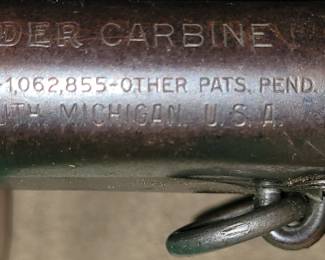 DER CARBINE
-1,062,855-OTHER PATS. PEND.
UTH, MICHIGAN, U.S.A.